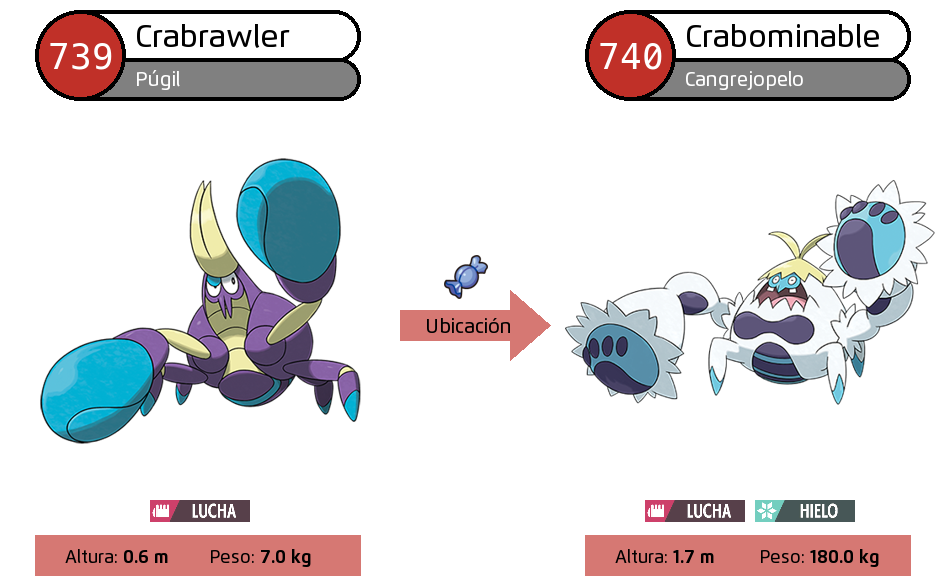 739 Crabrawler
Púgil
740 Crabominable
Cangrejopelo
Ubicación
LUCHA
LUCHA HIELO
Altura: 0.6 m Peso: 7.0 kg
Altura: 1.7 m Peso: 180.0 kg